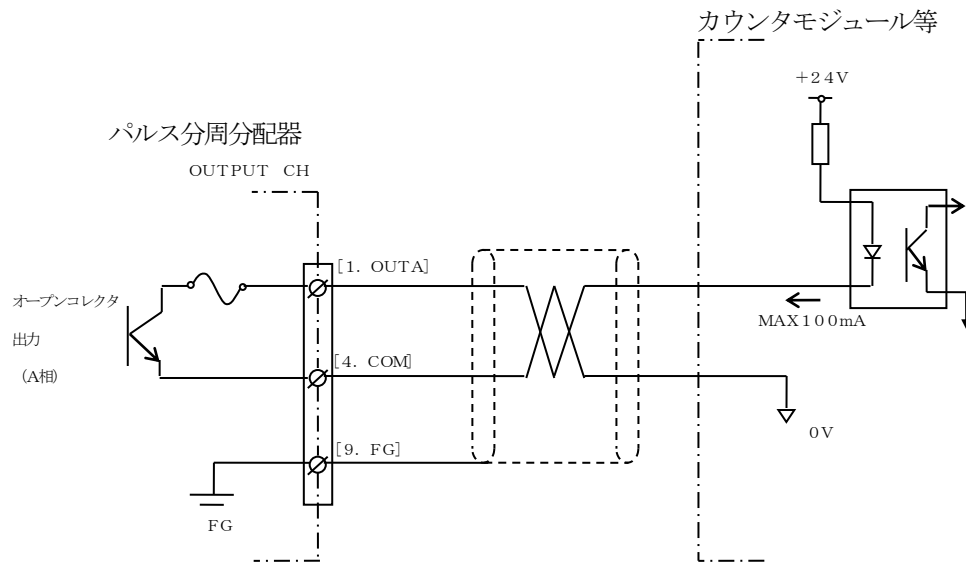 カウンタモジュール等
＋２４Ｖ
パルス分周分配器
ＯＵＴＰＵＴ　ＣＨ
［１．ＯＵＴＡ］
オープンコレクタ
出力
（Ａ相）
ＭＡＸ１００ｍＡ
［４．ＣＯＭ］
０Ｖ
［９．ＦＧ］
ＦＧ